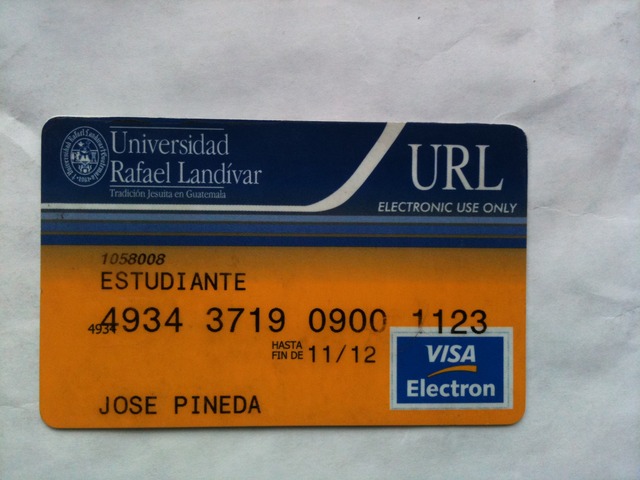 Universidad
Rafael Landívar
Tradición Jesuita en Guatemala
URL
ELECTRONIC USE ONLY
1058008
ESTUDIANTE
4934 3719 0900 1123
4934
HASTA
FIN DE 11/12
VISA
Electron
JOSE PINEDA